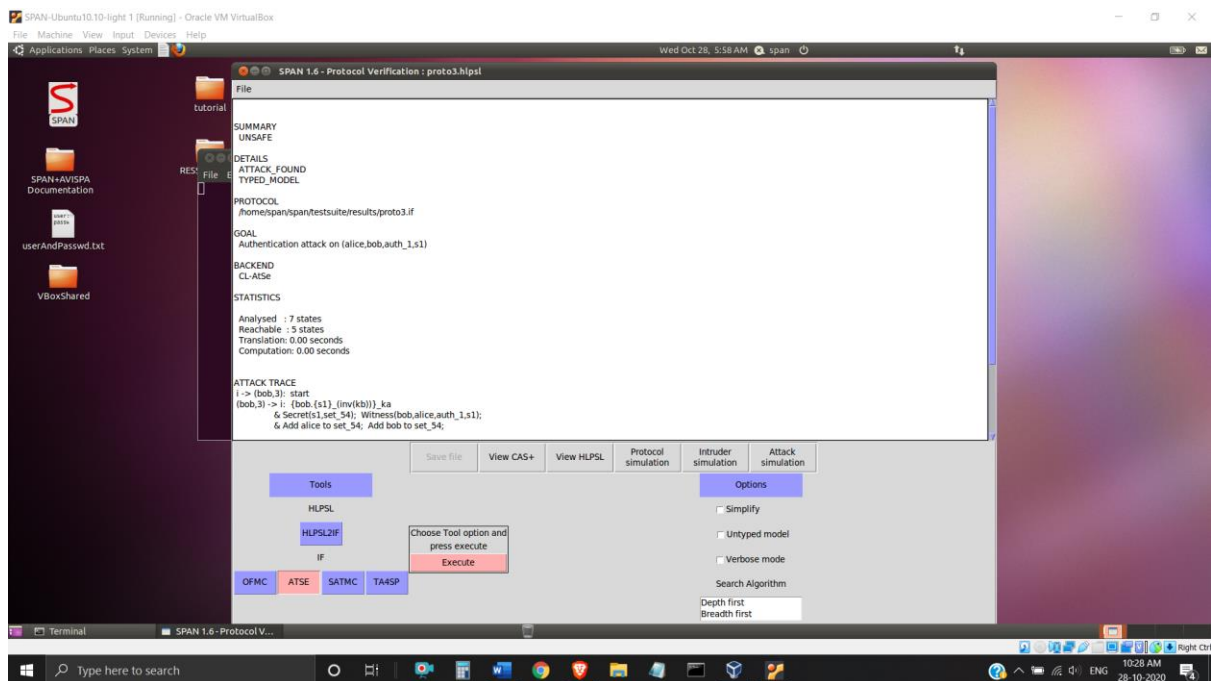 SPAN-Ubuntu10.10-light 1 [Running] - Oracle VM VirtualBox
File Machine View Input Devices Help
Applications Places System
Wed Oct 28, 5:58 AM span
SPAN
tutorial
SPAN+AVISPA
Documentation
RES
File E
userAndPasswd.txt
VBoxShared
SPAN 1.6 - Protocol Verification : proto3.hlpsl
File
SUMMARY
UNSAFE
DETAILS
ATTACK_FOUND
TYPED_MODEL
PROTOCOL
/home/span/span/testsuite/results/proto3.if
GOAL
Authentication attack on (alice,bob,auth_1,s1)
BACKEND
CL-AtSe
STATISTICS
Analysed : 7 states
Reachable : 5 states
Translation: 0.00 seconds
Computation: 0.00 seconds
ATTACK TRACE
i -> (bob,3): start
(bob,3) -> i: {bob.{s1}_(inv(kb))}_ka
& Secret(s1,set_54); Witness(bob,alice,auth_1,s1);
& Add alice to set_54; Add bob to set_54;
Save file
View CAS+
View HLPSL
Protocol
simulation
Intruder
simulation
Attack
simulation
Tools
HLPSL
HLPSL2IF
IF
OFMC
ATSE
SATMC
TA4SP
Choose Tool option and
press execute
Execute
Options
Simplify
Untyped model
Verbose mode
Search Algorithm
Depth first
Breadth first
Terminal
SPAN 1.6 - Protocol V...
Right Ctrl
Type here to search
ENG
10:28 AM
28-10-2020